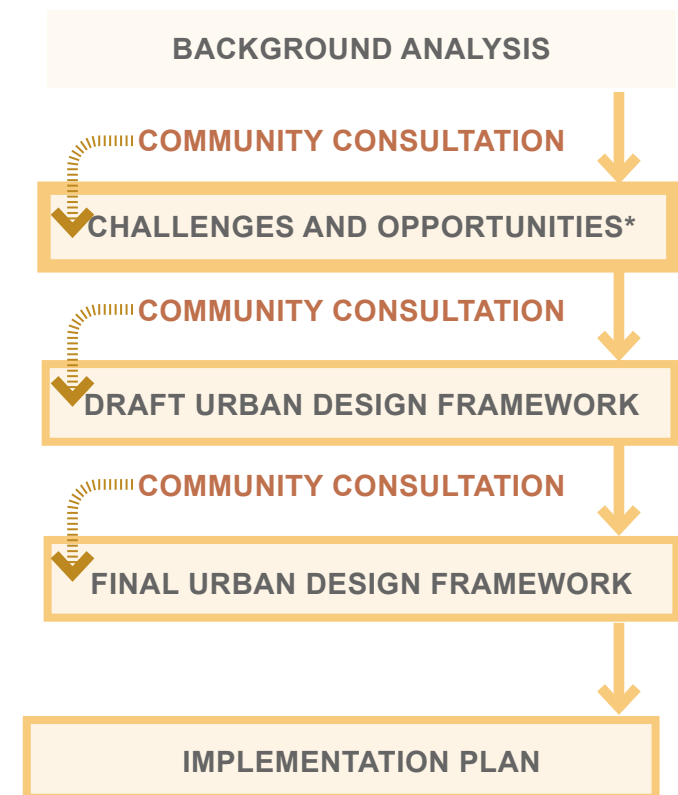 BACKGROUND ANALYSIS
COMMUNITY CONSULTATION
CHALLENGES AND OPPORTUNITIES*
COMMUNITY CONSULTATION
DRAFT URBAN DESIGN FRAMEWORK
COMMUNITY CONSULTATION
FINAL URBAN DESIGN FRAMEWORK
IMPLEMENTATION PLAN